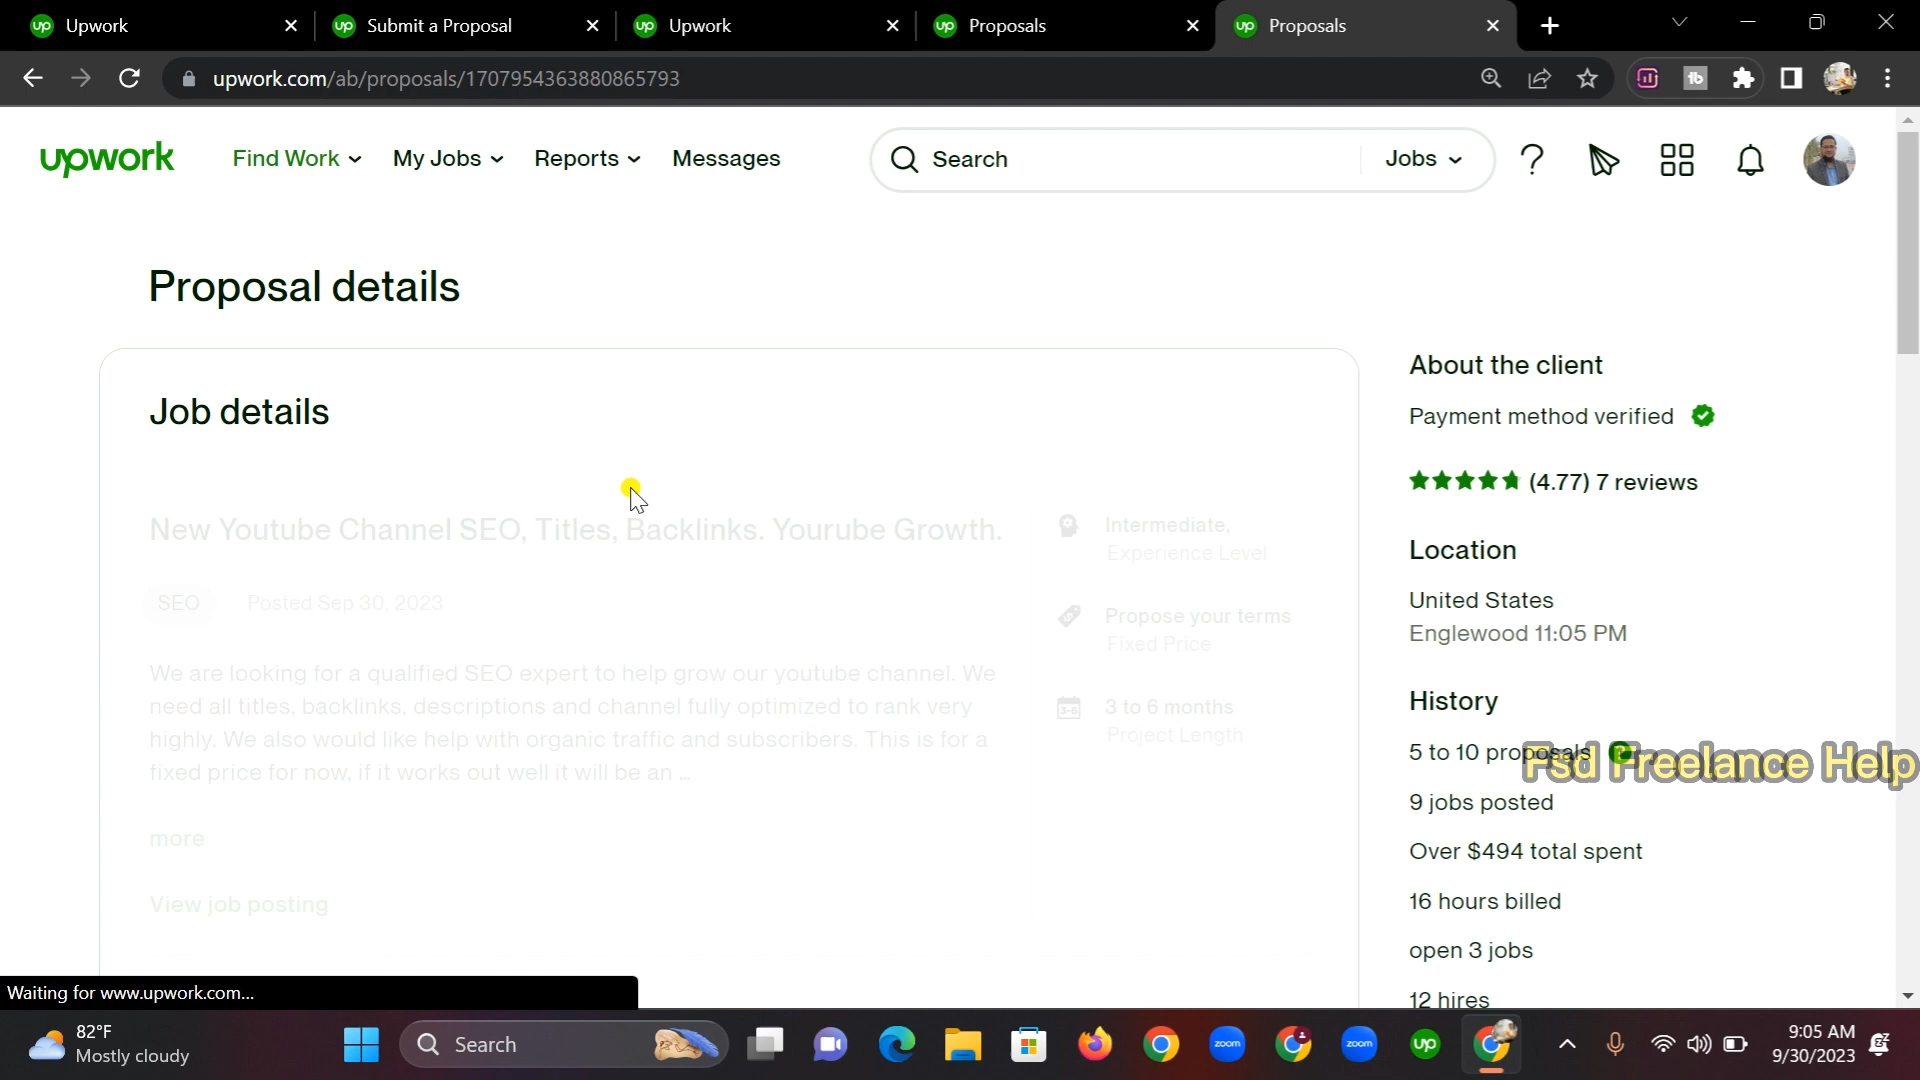 Upwork
Submit a Proposal
Upwork
Proposals
Proposals
upwork.com/ab/proposals/1707954363880865793
upwork
Find Work
My Jobs
Reports
Messages
Search
Jobs
Proposal details
Job details
New Youtube Channel SEO, Titles, Backlinks. Yourube Growth.
SEO
Posted Sep 30, 2023
We are looking for a qualified SEO expert to help grow our youtube channel. We
need all titles, backlinks, descriptions and channel fully optimized to rank very
highly. We also would like help with organic traffic and subscribers. This is for a
fixed price for now, if it works out well it will be an ...
more
View job posting
Intermediate,
Experience Level
Propose your terms
Fixed Price
3-6
3 to 6 months
Project Length
About the client
Payment method verified
(4.77) 7 reviews
Location
United States
Englewood 11:05 PM
History
5 to 10 proposals
Fsd Freelance Help
9 jobs posted
Over $494 total spent
16 hours billed
open 3 jobs
12 hires
Waiting for www.upwork.com...
82°F
Mostly cloudy
Search
zoom
zoom
up
9:05 AM
9/30/2023